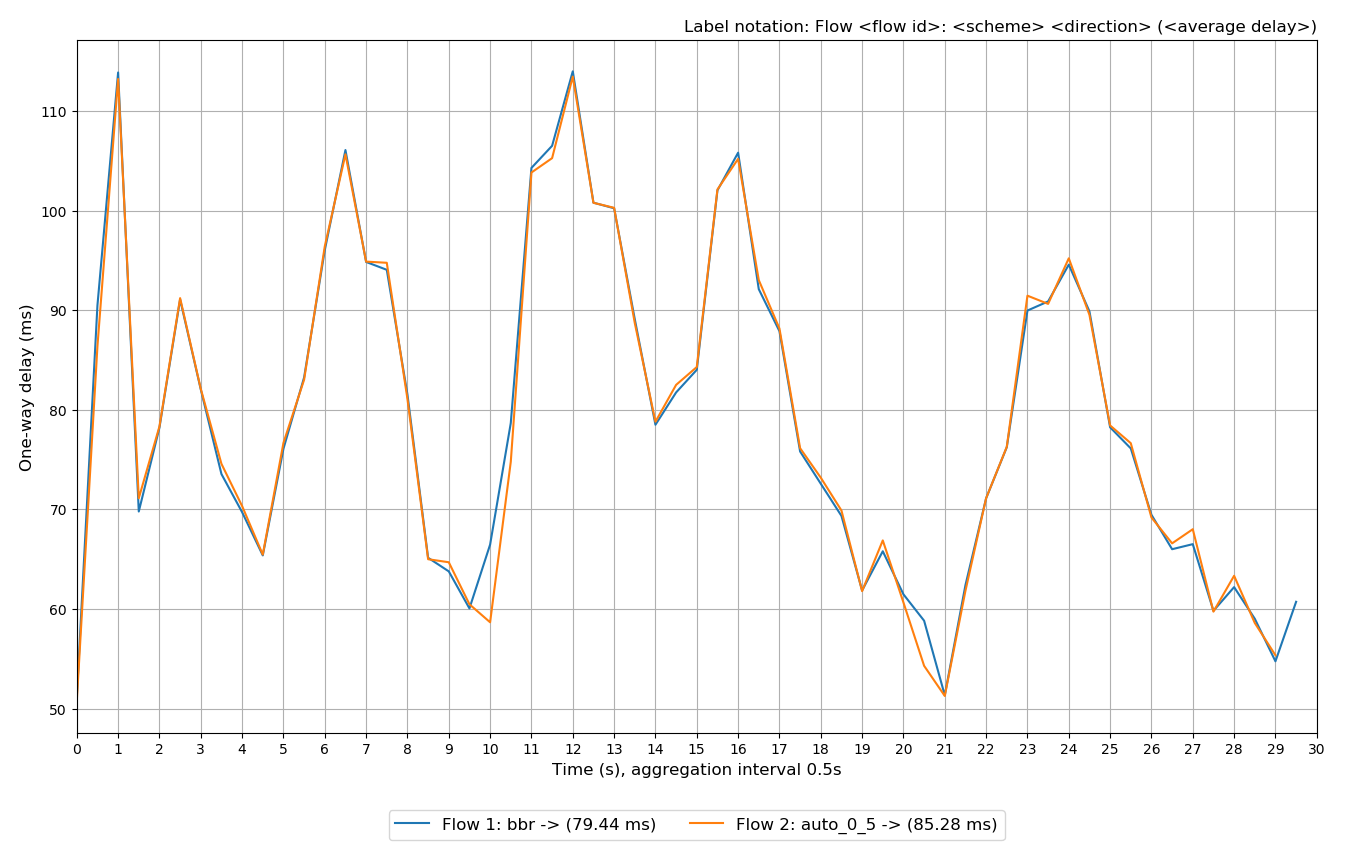 Label notation: Flow <flow id>: <scheme> <direction> (<average delay>)
One-way delay (ms)
110
100
90
80
70
60
50
0 1 2 3 4 5 6 7 8 9 10 11 12 13 14 15 16 17 18 19 20 21 22 23 24 25 26 27 28 29 30
Time (s), aggregation interval 0.5s
Flow 1: bbr -> (79.44 ms) Flow 2: auto_0_5 -> (85.28 ms)